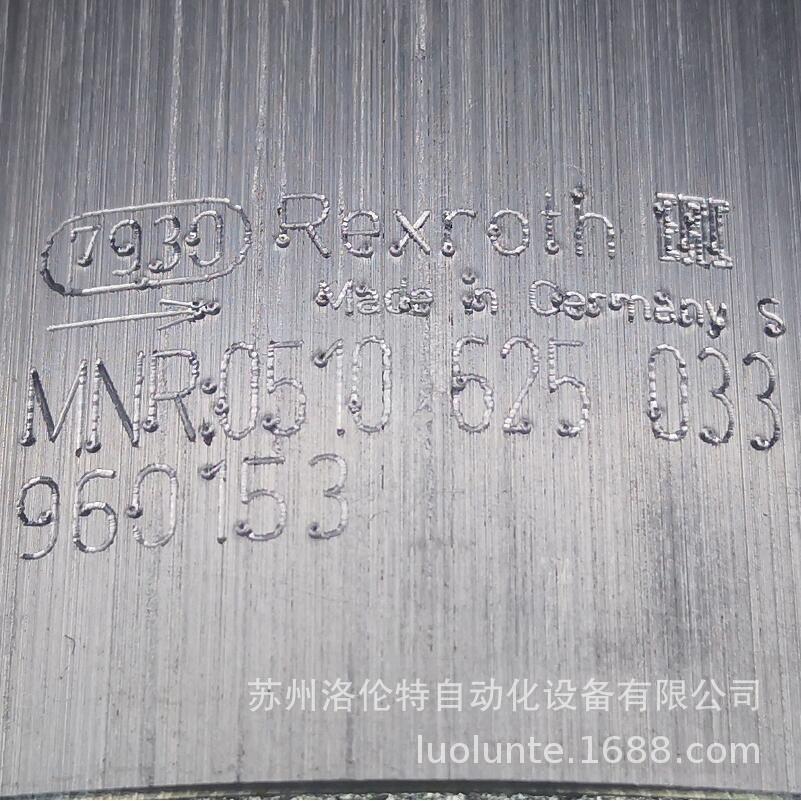 7930 Rexroth
Made in Germany S
MNR:0510 625 033
960153
苏州洛伦特自动化设备有限公司
luolunte.1688.com